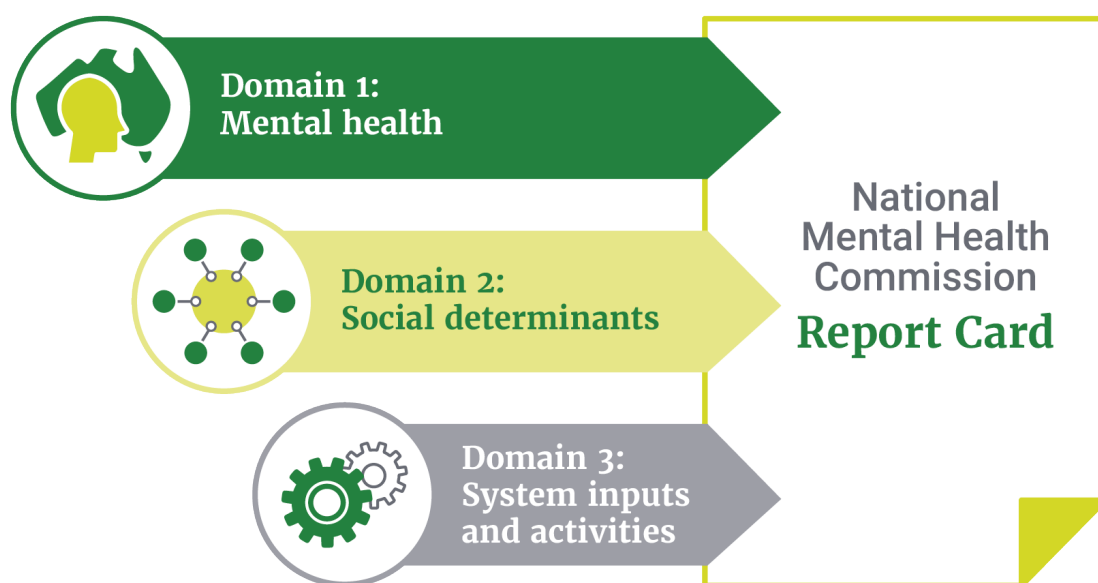 Domain 1:
Mental health
Domain 2:
Social determinants
Domain 3:
System inputs
and activities
National
Mental Health
Commission
Report Card